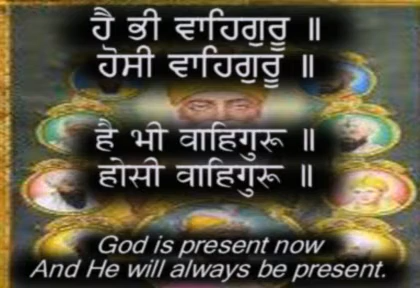 ਹੈ ਭੀ ਵਾਹਿਗੁਰੂ ॥
ਹੋਸੀ ਵਾਹਿਗੁਰੂ ॥
है भी वाहिगुरू ॥
होसी वाहिगुरू ॥
God is present now
And He will always be present.